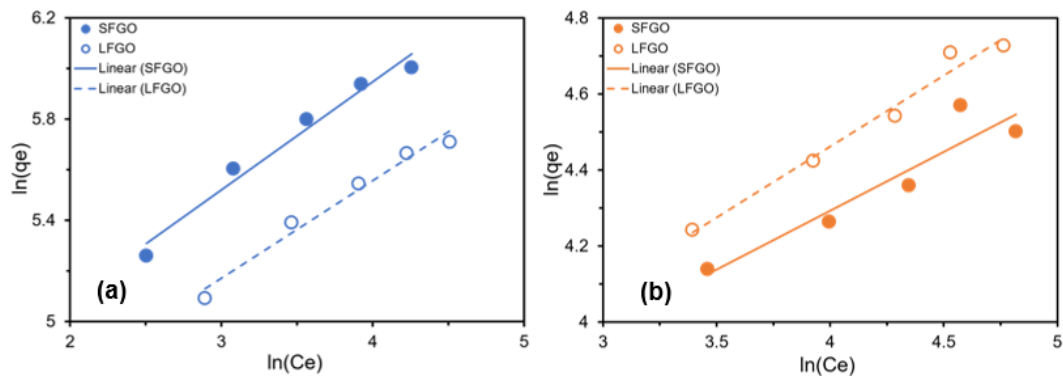 6.2
5.8
5.4
5
SFGO
LFGO
Linear (SFGO)
Linear (LFGO)
ln(qe)
(a)
2
3
4
5
ln(Ce)
4.8
4.6
4.4
4.2
4
SFGO
LFGO
Linear (SFGO)
Linear (LFGO)
ln(qe)
(b)
3
3.5
4
4.5
5
ln(Ce)